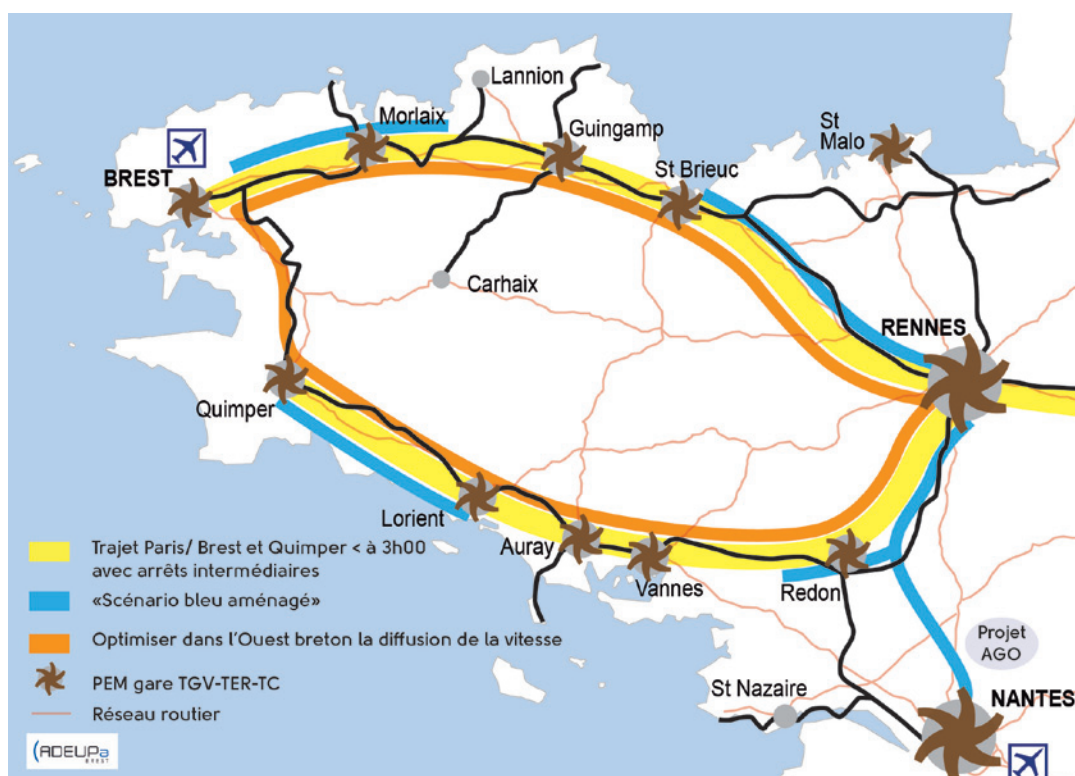 Lannion
Morlaix
Guingamp
St
Malo
BREST
St Brieuc
Carhaix
RENNES
Quimper
Lorient
Auray
Vannes
Redon
Projet
AGO
St Nazaire
NANTES
Trajet Paris/ Brest et Quimper < à 3h00
avec arrêts intermédiaires
«Scénario bleu aménagé»
Optimiser dans l'Ouest breton la diffusion de la vitesse
PEM gare TGV-TER-TC
Réseau routier
ADEUPa
BREST